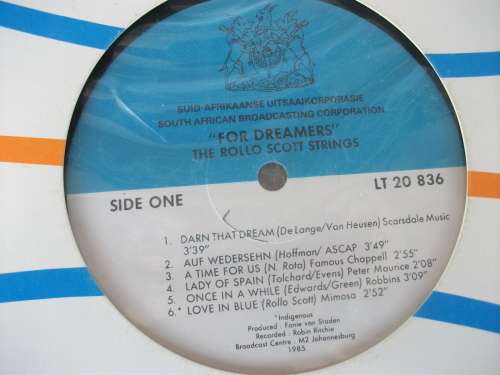 SUID-AFRIKAANSE UITSAAIKORPORASIE
SOUTH AFRICAN BROADCASTING CORPORATION
"FOR DREAMERS"
THE ROLLO SCOTT STRINGS
SIDE ONE
LT 20 836
1. DARN THAT DREAM (De Lange/Van Heusen) Scarsdale Music
3'39"
2. AUF WEDERSEHN (Hoffman/ ASCAP 3'49"
3. A TIME FOR US (N. Rota) Famous Chappell 2'55"
4. LADY OF SPAIN (Talchard/Evens) Peter Maurice 2'08"
5. ONCE IN A WHILE (Edwards/Green) Robbins 3'09"
6.* LOVE IN BLUE (Rollo Scott) Mimosa 2'52"
*Indigenous
Produced : Fanie van Staden
Recorded : Robin Ritchie
Broadcast Centre : M2 Johannesburg
1985